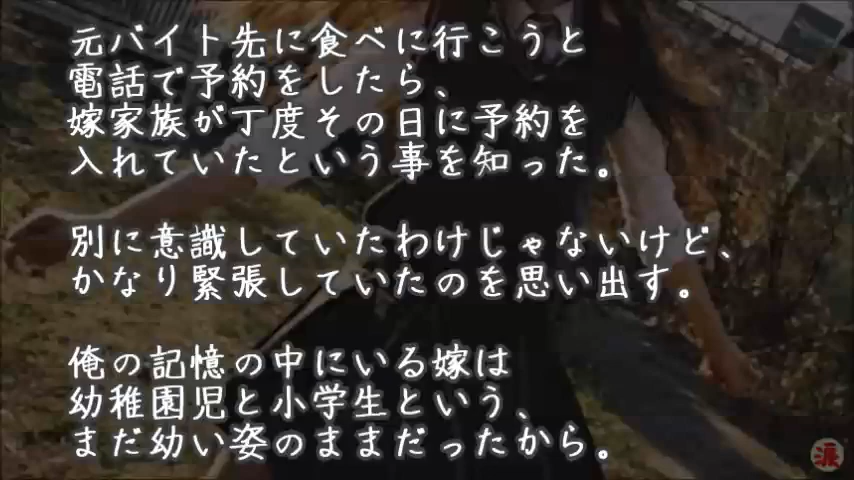 元バイト先に食べに行こうと
電話で予約をしたら、
嫁家族が丁度その日に予約を
入れていたという事を知った。
別に意識していたわけじゃないけど、
かなり緊張していたのを思い出す。
俺の記憶の中にいる嫁は
幼稚園児と小学生という、
まだ幼い姿のままだったから。